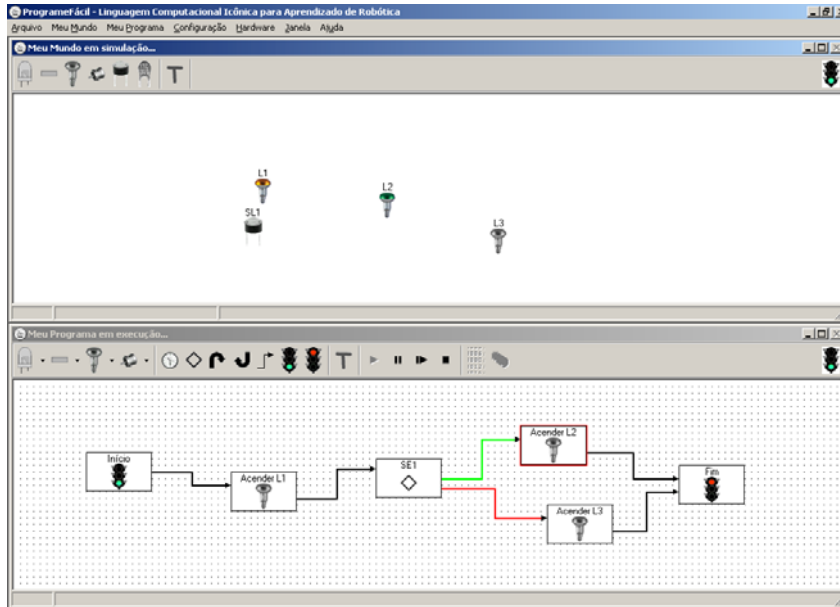 ProgrameFácil - Linguagem Computacional Icônica para Aprendizado de Robótica
Arquivo Meu Mundo Meu Programa Configuração Hardware Janela Ajuda
Meu Mundo em simulação...
T
L1
L2
SL1
L3
Meu Programa em execução...
T
Início
Acender L1
SE1
Acender L2
Acender L3
Fim